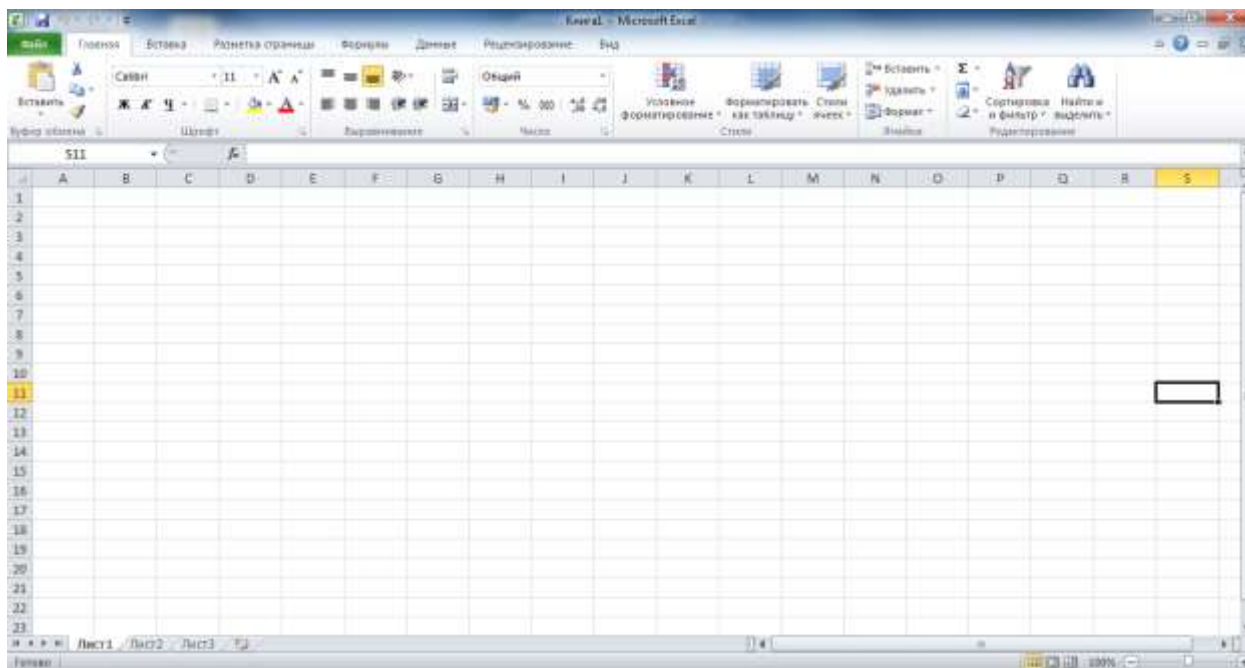 Книга1 - Microsoft Excel
Файл Главная Вставка Разметка страницы Формулы Данные Рецензирование Вид
Calibri 11 Общий Вставить Σ
Вставить Ж К Ч % 000 Условное форматирование Форматировать как таблицу Стили ячеек Удалить Сортировка и фильтр Найти и выделить
Формат
Буфер обмена Шрифт Выравнивание Число Стили Ячейки Редактирование
S11 fx
A B C D E F G H I J K L M N O P Q R S
1
2
3
4
5
6
7
8
9
10
11
12
13
14
15
16
17
18
19
20
21
22
23
Лист1 Лист2 Лист3
Готово 100%